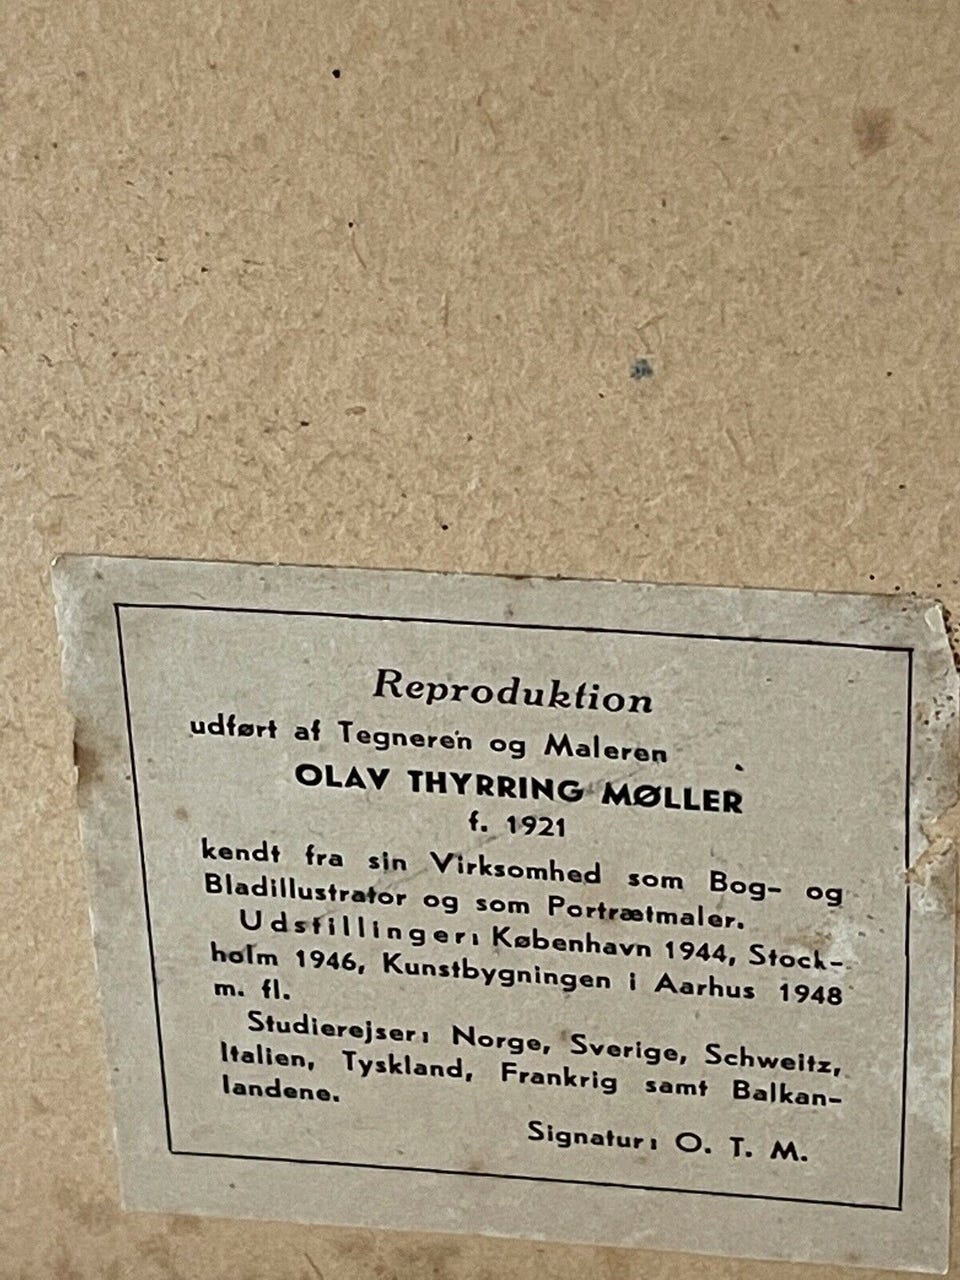 Reproduktion
udført af Tegneren og Maleren
OLAV THYRRING MØLLER
f. 1921
kendt fra sin Virksomhed som Bog- og
Bladillustrator og som Portrætmaler.
Udstillinger: København 1944, Stock-
holm 1946, Kunstbygningen i Aarhus 1948
m. fl.
Studierejser: Norge, Sverige, Schweitz,
Italien, Tyskland, Frankrig samt Balkan-
landene.
Signatur: O. T. M.